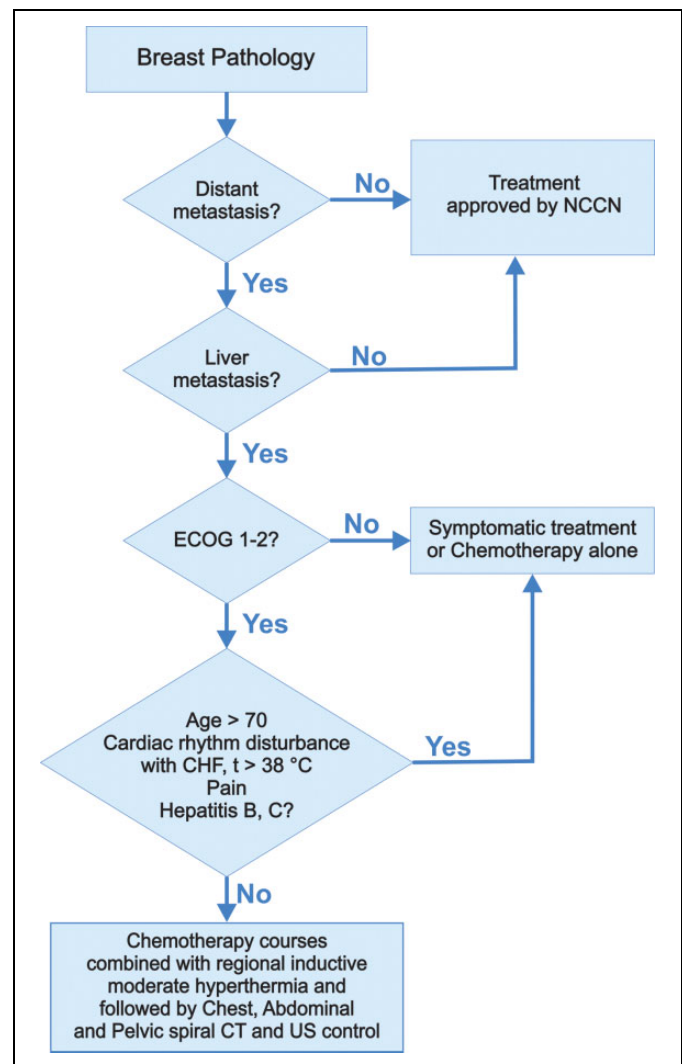 Breast Pathology
Distant
metastasis?
No
Treatment
approved by NCCN
Yes
Liver
metastasis?
No
Yes
ECOG 1-2?
No
Symptomatic treatment
or Chemotherapy alone
Yes
Age > 70
Cardiac rhythm disturbance
with CHF, t > 38 °C
Pain
Hepatitis B, C?
Yes
No
Chemotherapy courses
combined with regional inductive
moderate hyperthermia and
followed by Chest, Abdominal
and Pelvic spiral CT and US control